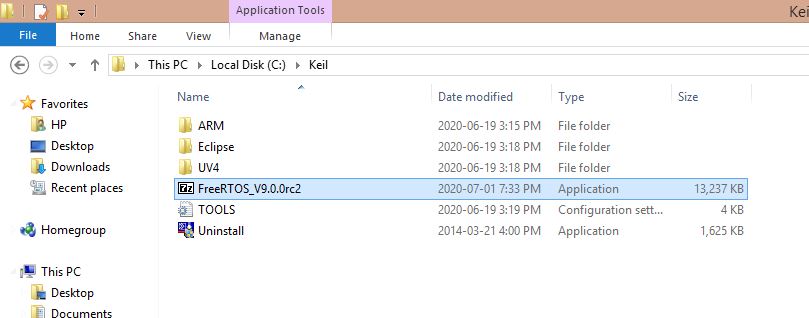 Application Tools
Kei
File Home Share View Manage
This PC Local Disk (C:) Keil
Name Date modified Type Size
Favorites
HP
Desktop
Downloads
Recent places
Homegroup
This PC
Desktop
Documents
ARM 2020-06-19 3:15 PM File folder
Eclipse 2020-06-19 3:18 PM File folder
UV4 2020-06-19 3:18 PM File folder
FreeRTOS_V9.0.0rc2 2020-07-01 7:33 PM Application 13,237 KB
TOOLS 2020-06-19 3:19 PM Configuration sett... 4 KB
Uninstall 2014-03-21 4:00 PM Application 1,625 KB